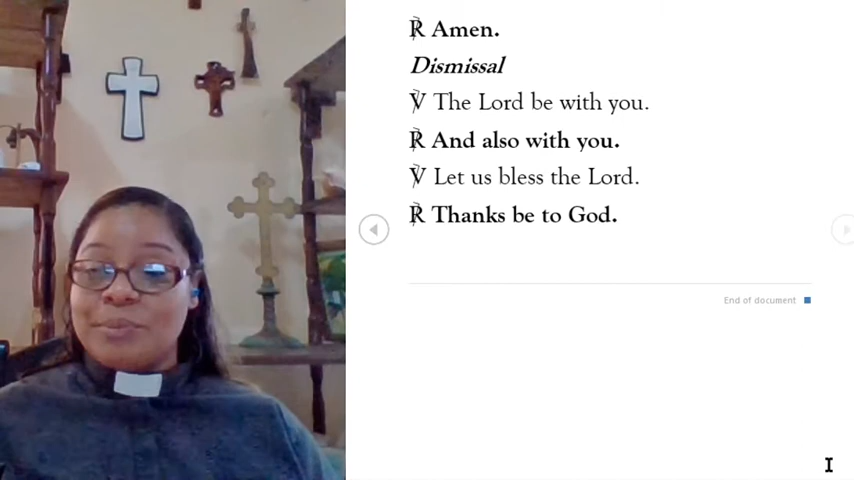 ℟ Amen.
Dismissal
℣ The Lord be with you.
℟ And also with you.
℣ Let us bless the Lord.
℟ Thanks be to God.
End of document